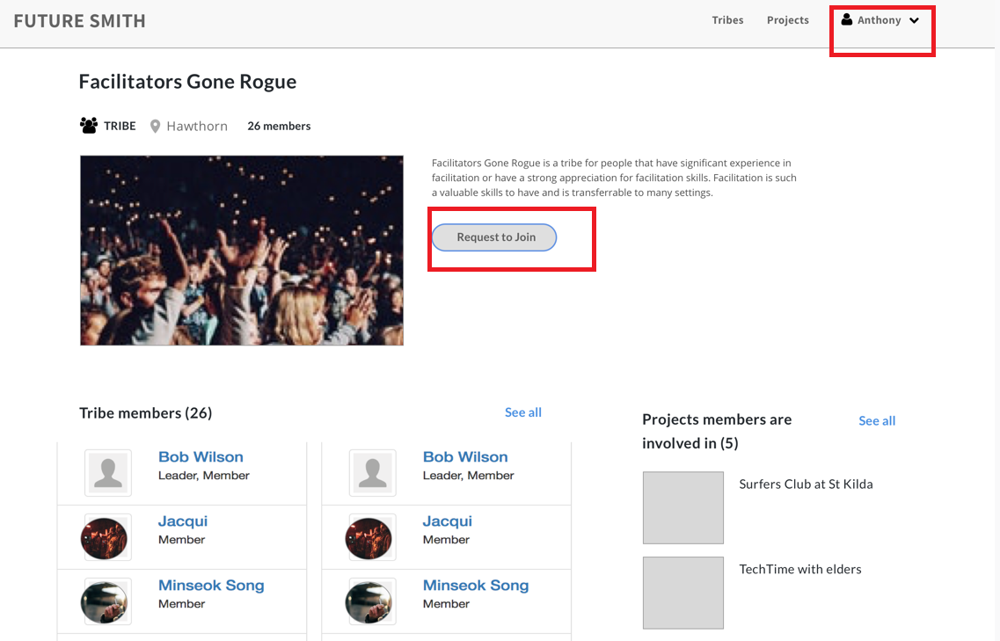 FUTURE SMITH
Tribes
Projects
Anthony
Facilitators Gone Rogue
TRIBE
Hawthorn
26 members
Facilitators Gone Rogue is a tribe for people that have significant experience in
facilitation or have a strong appreciation for facilitation skills. Facilitation is such
a valuable skills to have and is transferrable to many settings.
Request to Join
Tribe members (26)
See all
Bob Wilson
Leader, Member
Jacqui
Member
Minseok Song
Member
Bob Wilson
Leader, Member
Jacqui
Member
Minseok Song
Member
Projects members are
involved in (5)
See all
Surfers Club at St Kilda
TechTime with elders